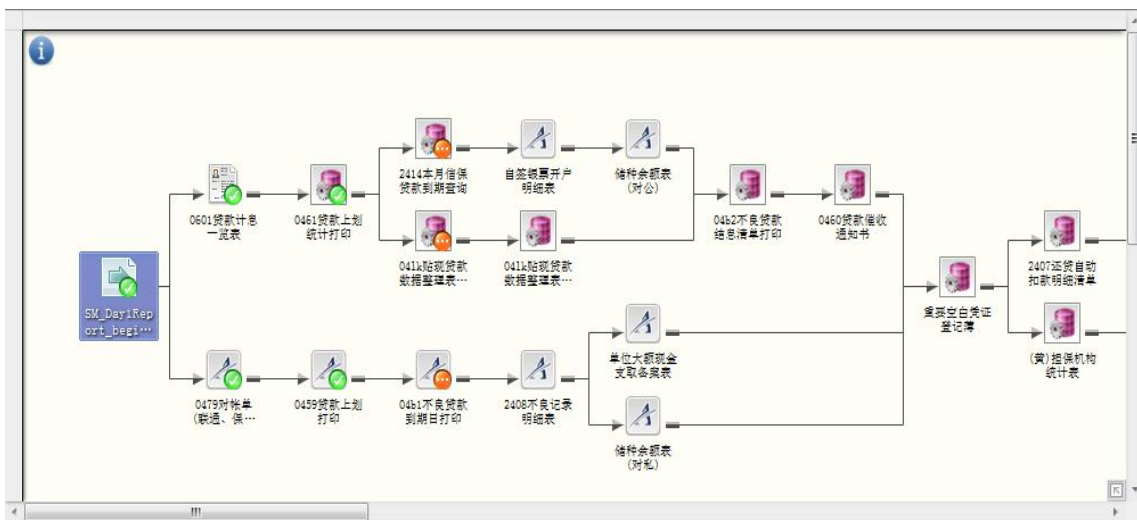 2414本月信保
贷款到期查询
自签银票开户
明细表
储种余额表
(对公)
0601贷款计息
一览表
0461贷款上划
统计打印
04b2不良贷款
结息清单打印
0460贷款催收
通知书
041k贴现贷款
数据整理表…
041k贴现贷款
数据整理表…
2407还贷自动
扣款明细清单
SM_Day1Rep
ort_begi…
重要空白凭证
登记薄
单位大额现金
支取备案表
(黄)担保机构
统计表
0479对帐单
(联通、保…
0459贷款上划
打印
04b1不良贷款
到期日打印
2408不良记录
明细表
储种余额表
(对私)